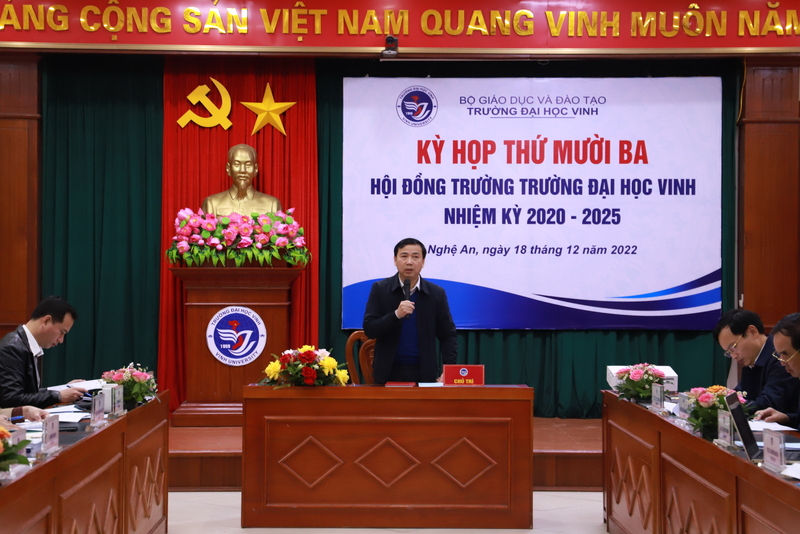 ẢNG CỘNG SẢN VIỆT NAM QUANG VINH MUÔN NĂM
BỘ GIÁO DỤC VÀ ĐÀO TẠO
TRƯỜNG ĐẠI HỌC VINH
KỲ HỌP THỨ MƯỜI BA
HỘI ĐỒNG TRƯỜNG TRƯỜNG ĐẠI HỌC VINH
NHIỆM KỲ 2020 - 2025
Nghệ An, ngày 18 tháng 12 năm 2022
TRƯỜNG ĐẠI HỌC VINH
1959
VINH UNIVERSITY
CHỦ TRÌ